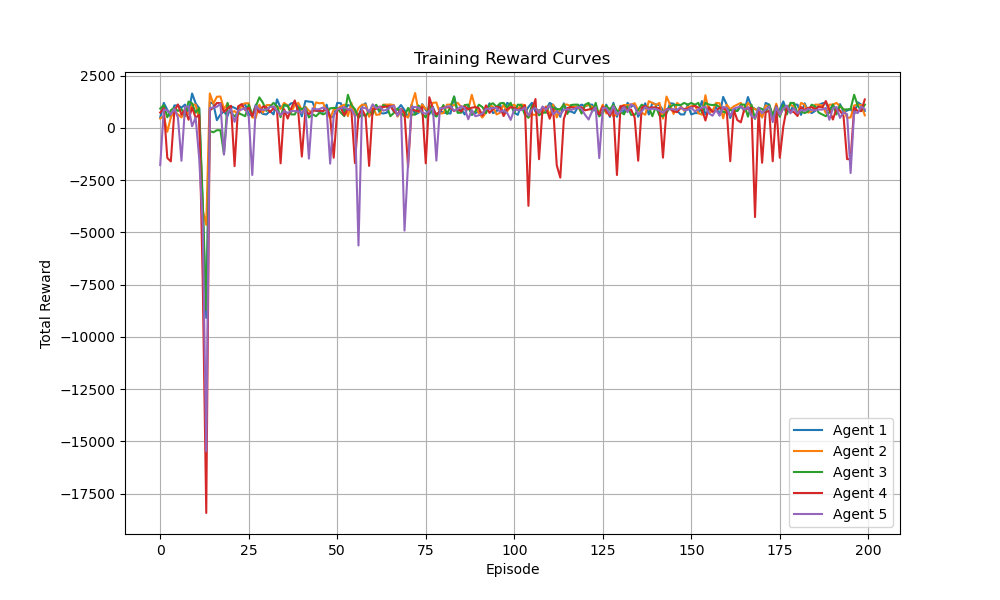 Training Reward Curves
2500
0
−2500
−5000
−7500
−10000
−12500
−15000
−17500
Total Reward
0 25 50 75 100 125 150 175 200
Episode
Agent 1
Agent 2
Agent 3
Agent 4
Agent 5